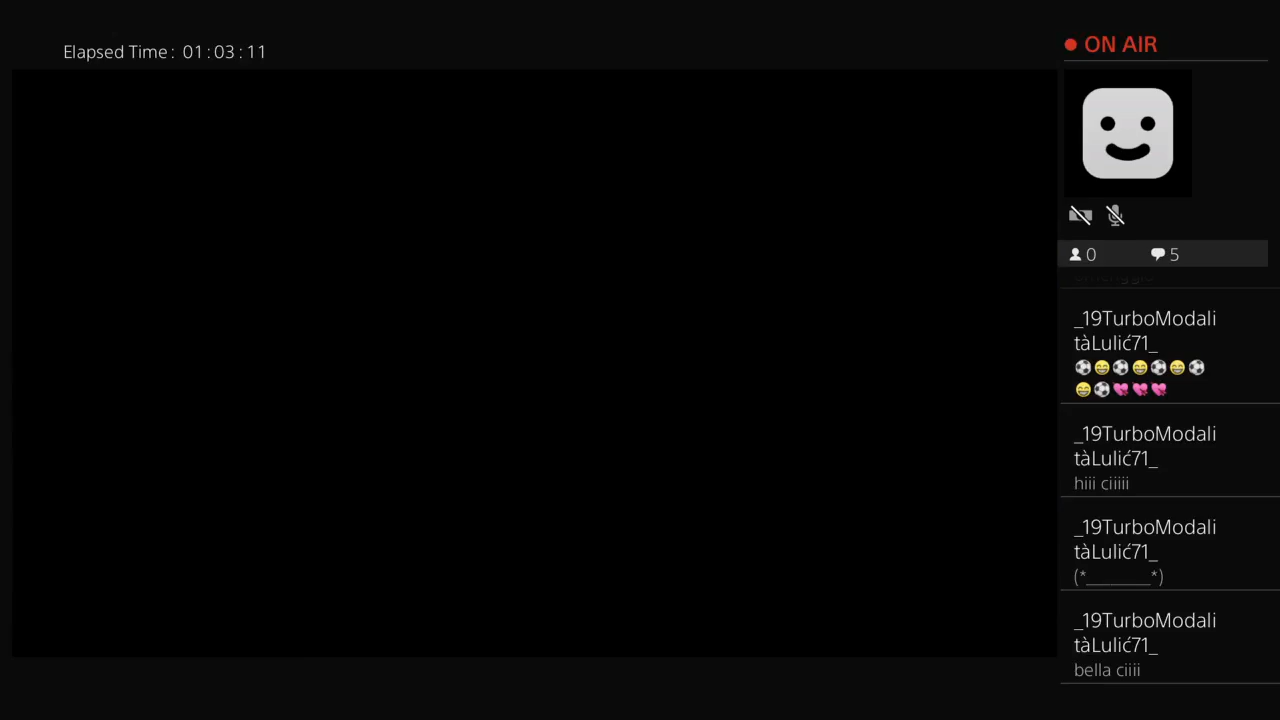 Elapsed Time: 01:03:11
ON AIR
0 5
_19TurboModali
tàLulić71_
⚽😄⚽😄⚽😄⚽
😄⚽💘💘💘
_19TurboModali
tàLulić71_
hiii ciiiii
_19TurboModali
tàLulić71_
(*________*)
_19TurboModali
tàLulić71_
bella ciiii